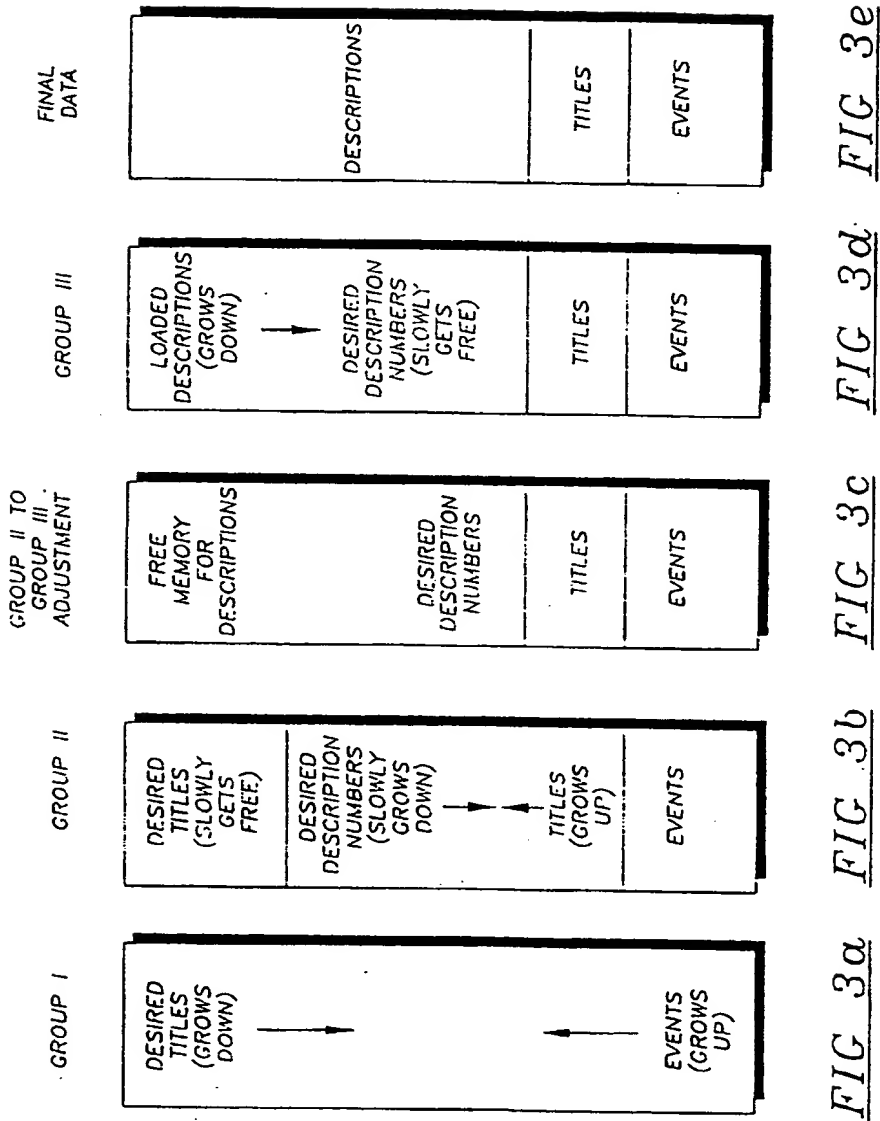 GROUP I
DESIRED
TITLES
(GROWS
DOWN)
EVENTS
(GROWS
UP)
FIG 3a
GROUP II
DESIRED
TITLES
(SLOWLY
GETS
FREE)
DESIRED
DESCRIPTION
NUMBERS
(SLOWLY
GROWS
DOWN)
TITLES
(GROWS
UP)
EVENTS
FIG 3b
GROUP II TO
GROUP III
ADJUSTMENT
FREE
MEMORY
FOR
DESCRIPTIONS
DESIRED
DESCRIPTION
NUMBERS
TITLES
EVENTS
FIG 3c
GROUP III
LOADED
DESCRIPTIONS
(GROWS
DOWN)
DESIRED
DESCRIPTION
NUMBERS
(SLOWLY
GETS
FREE)
TITLES
EVENTS
FIG 3d
FINAL
DATA
DESCRIPTIONS
TITLES
EVENTS
FIG 3e